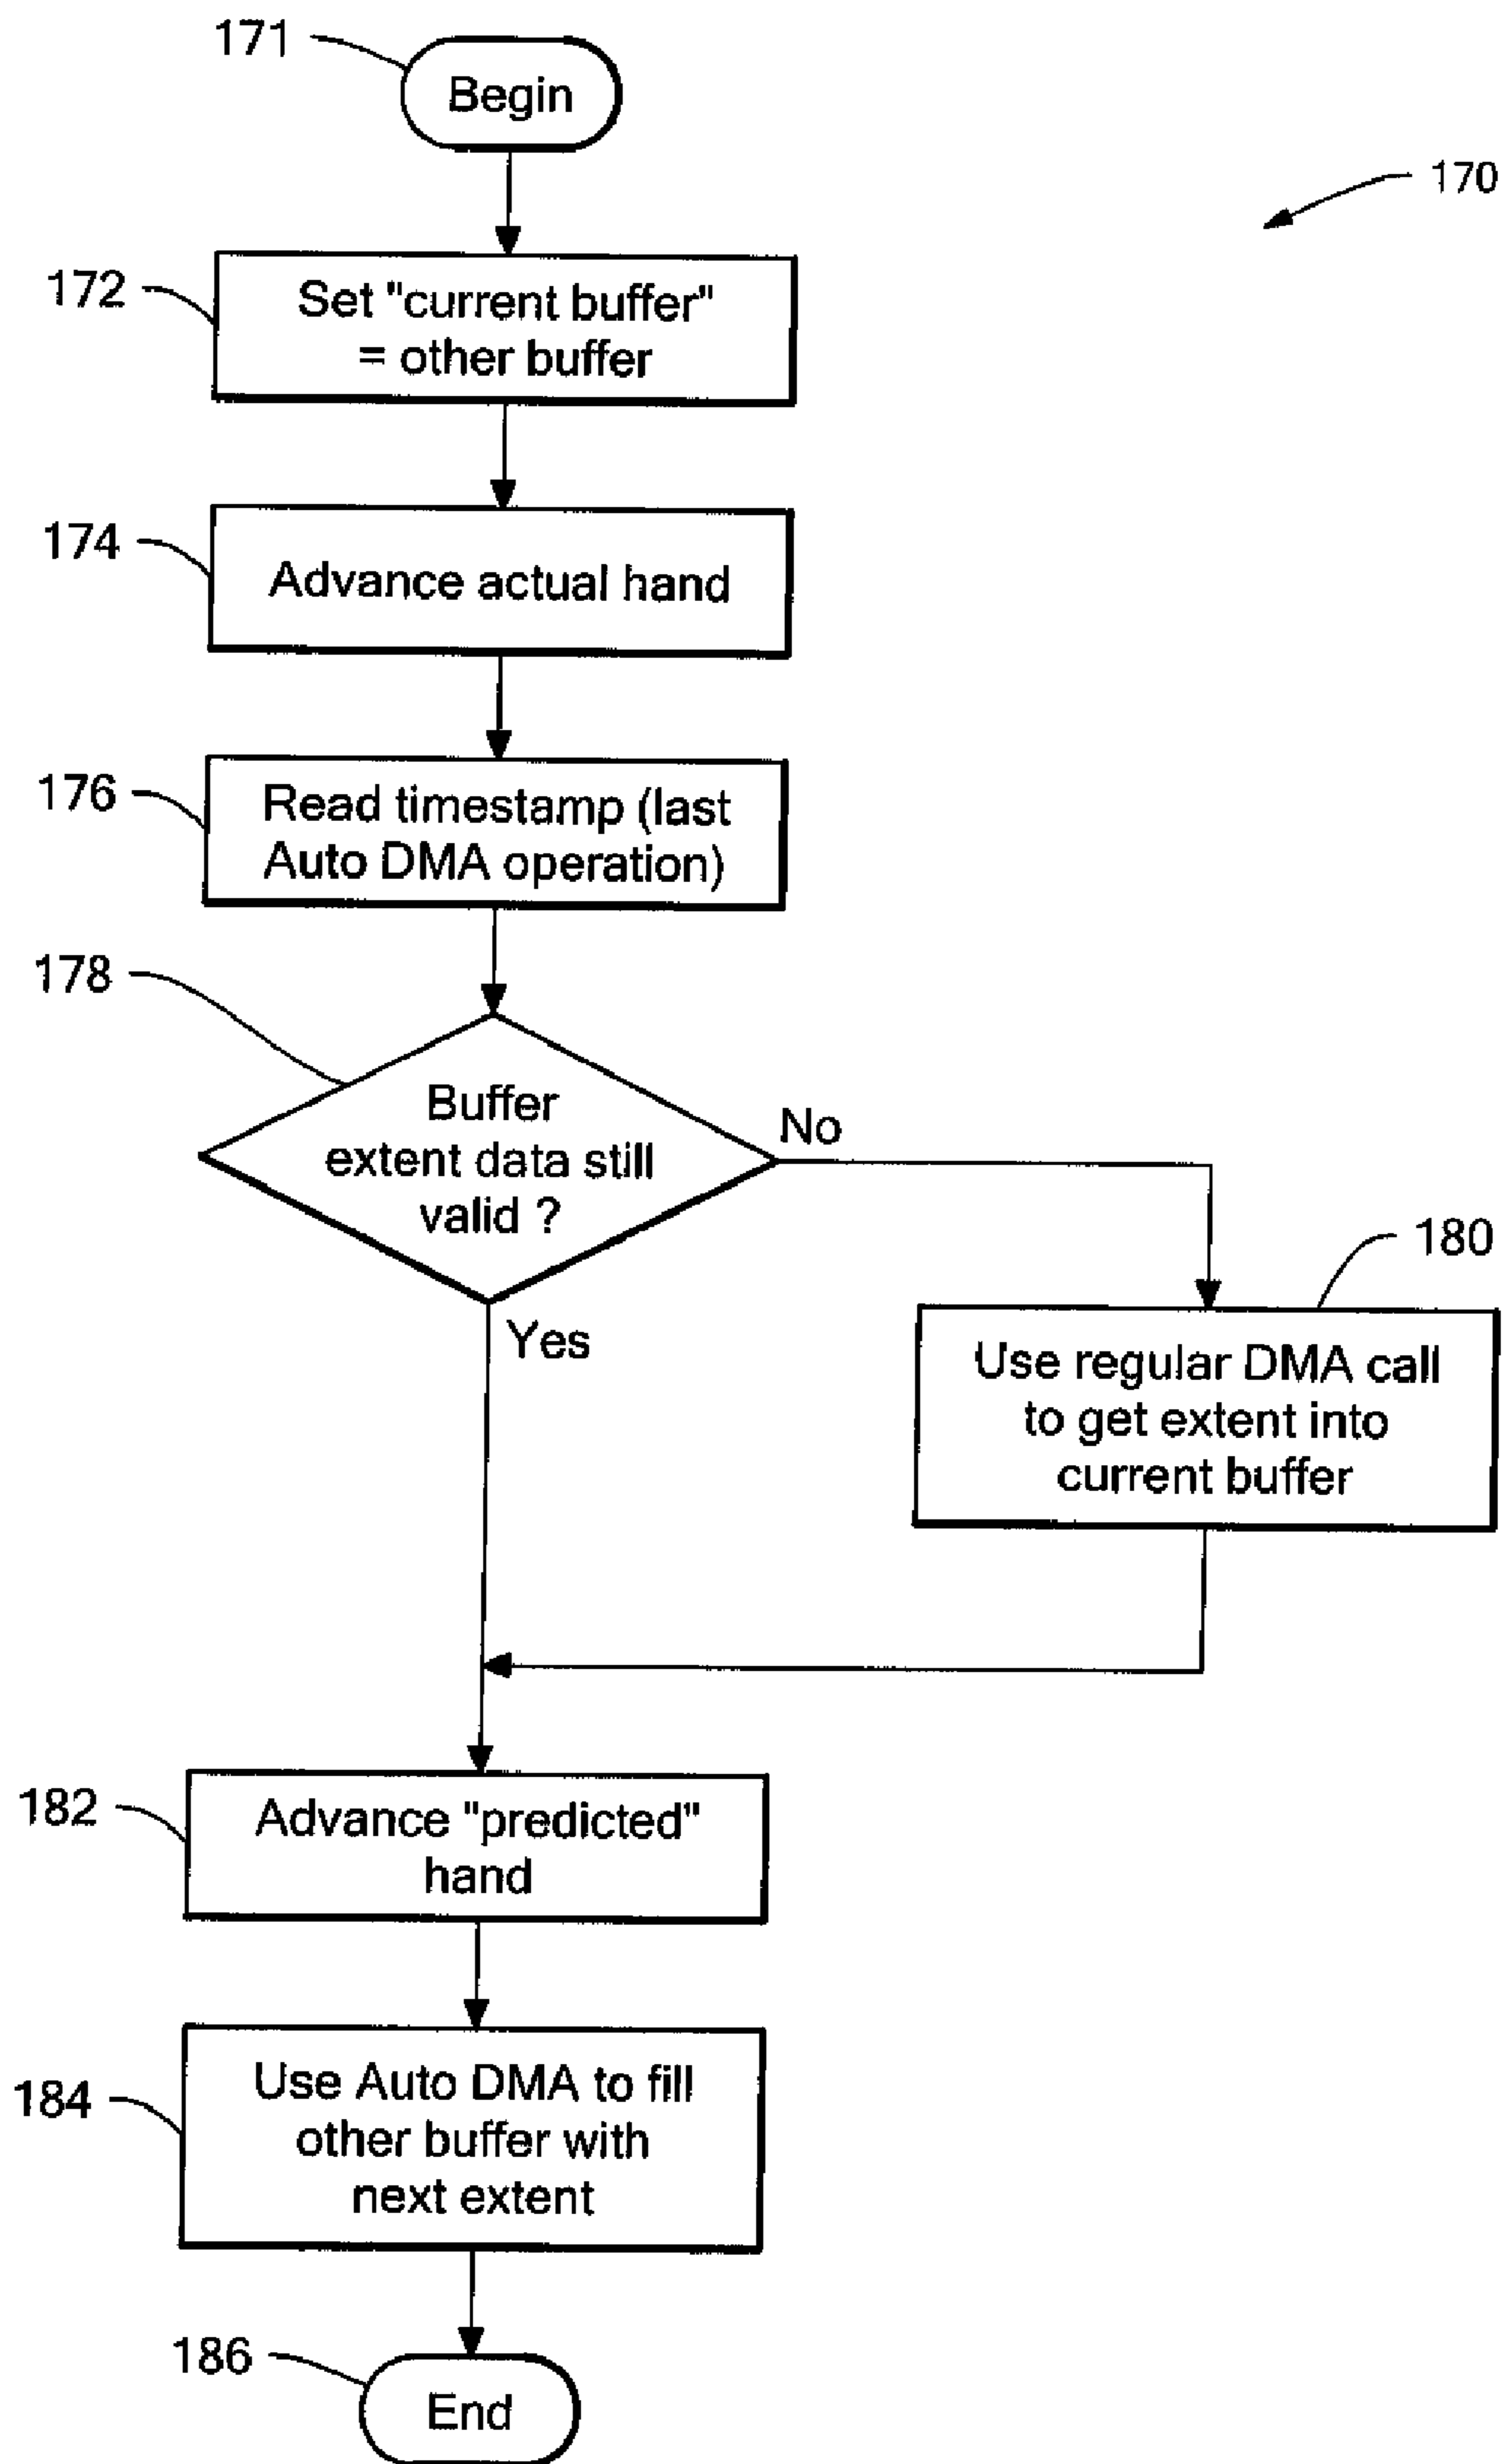 171
Begin
170
172
Set "current buffer"
= other buffer
174
Advance actual hand
176
Read timestamp (last
Auto DMA operation)
178
Buffer
extent data still
valid ?
No
Yes
180
Use regular DMA call
to get extent into
current buffer
182
Advance "predicted"
hand
184
Use Auto DMA to fill
other buffer with
next extent
186
End